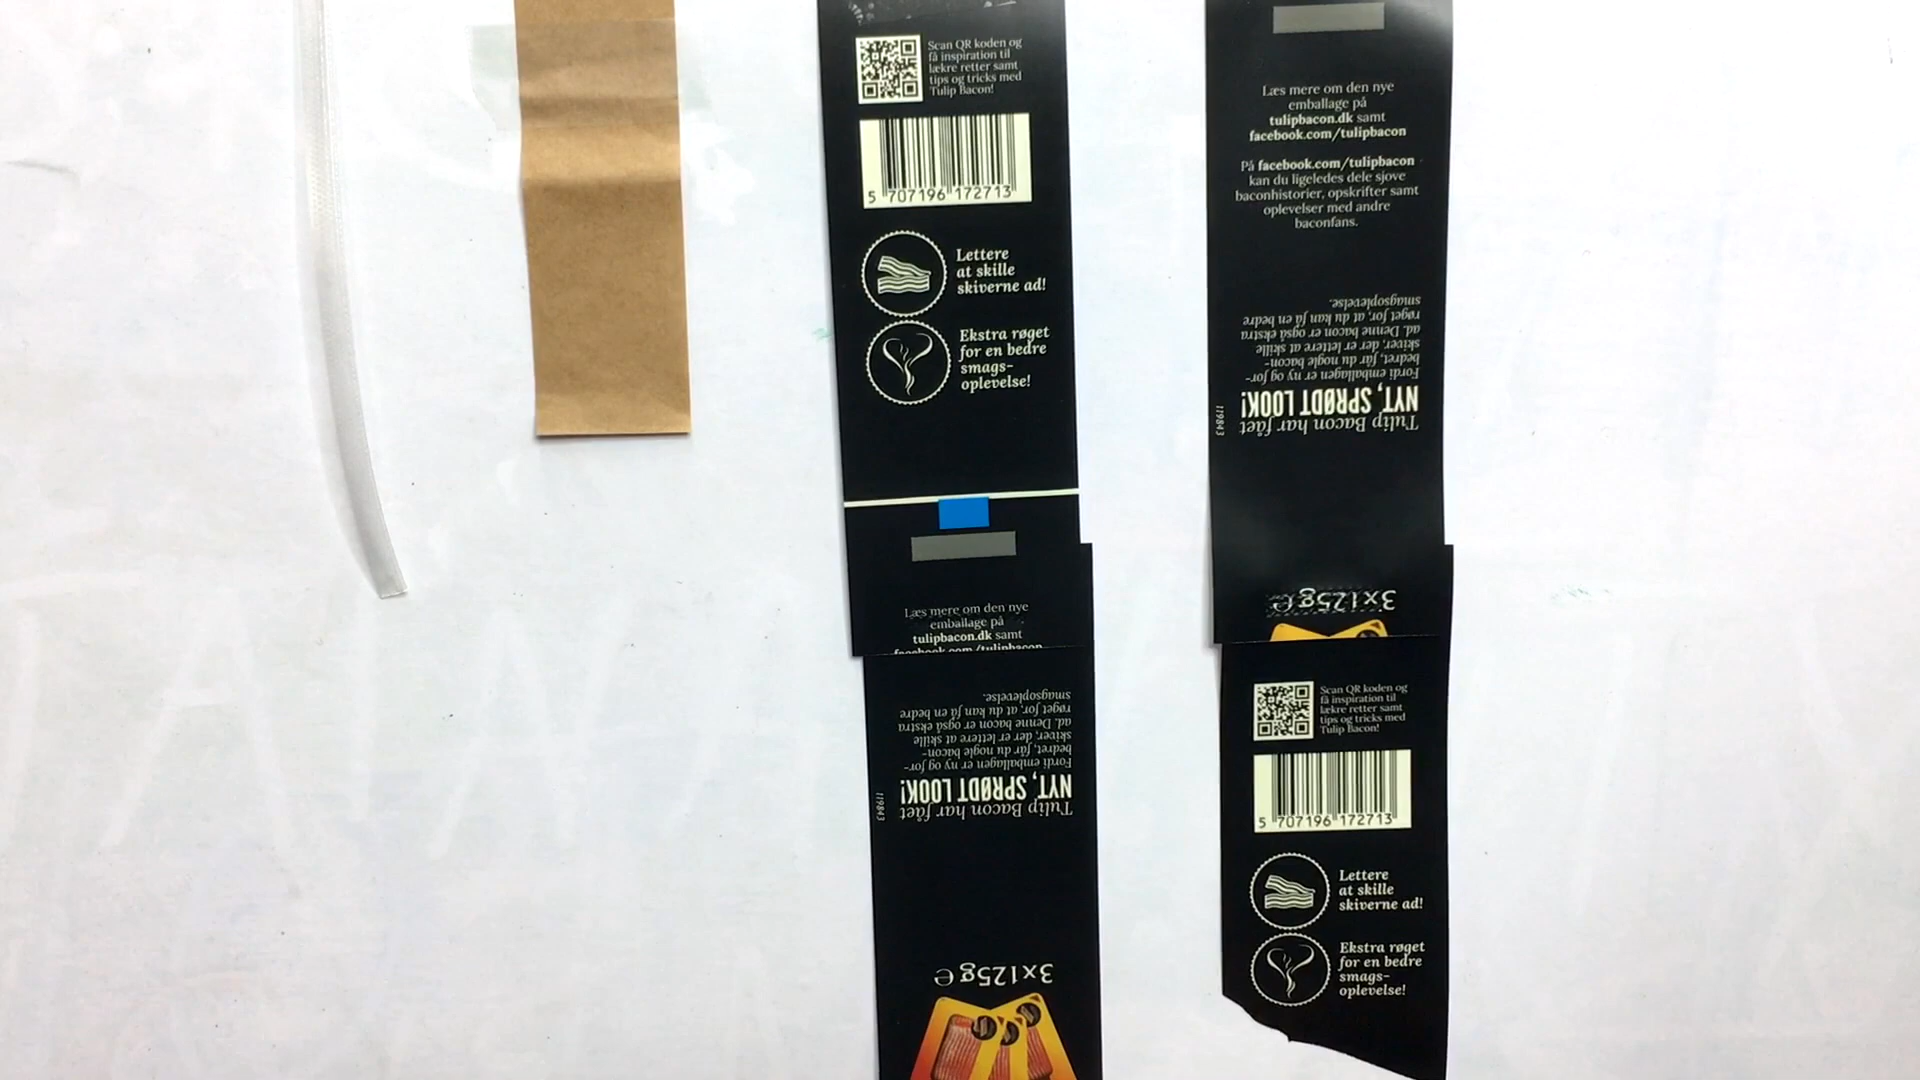 Scan QR koden og
få inspiration til
lækre retter samt
tips og tricks med
Tulip Bacon!
5 707196 172713
Lettere
at skille
skiverne ad!
Ekstra røget
for en bedre
smags-
oplevelse!
Læs mere om den nye
emballage på
tulipbacon.dk samt
facebook.com/tulipbacon
119843
Tulip Bacon har fået
NYT, SPRØDT LOOK!
Fordi emballagen er ny og for-
bedret, får du nogle bacon-
skiver, der er lettere at skille
ad. Denne bacon er også ekstra
røget for, at du kan få en bedre
smagsoplevelse.
3x125g e
Læs mere om den nye
emballage på
tulipbacon.dk samt
facebook.com/tulipbacon
På facebook.com/tulipbacon
kan du ligeledes dele sjove
baconhistorier, opskrifter samt
oplevelser med andre
baconfans.
119843
Tulip Bacon har fået
NYT, SPRØDT LOOK!
Fordi emballagen er ny og for-
bedret, får du nogle bacon-
skiver, der er lettere at skille
ad. Denne bacon er også ekstra
røget for, at du kan få en bedre
smagsoplevelse.
3x125g e
Scan QR koden og
få inspiration til
lækre retter samt
tips og tricks med
Tulip Bacon!
5 707196 172713
Lettere
at skille
skiverne ad!
Ekstra røget
for en bedre
smags-
oplevelse!